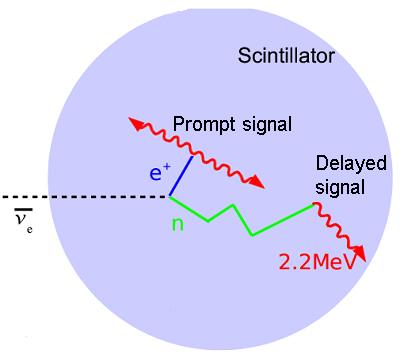 Scintillator
Prompt signal
e⁺
Delayed
signal
ν̅ₑ
n
2.2MeV